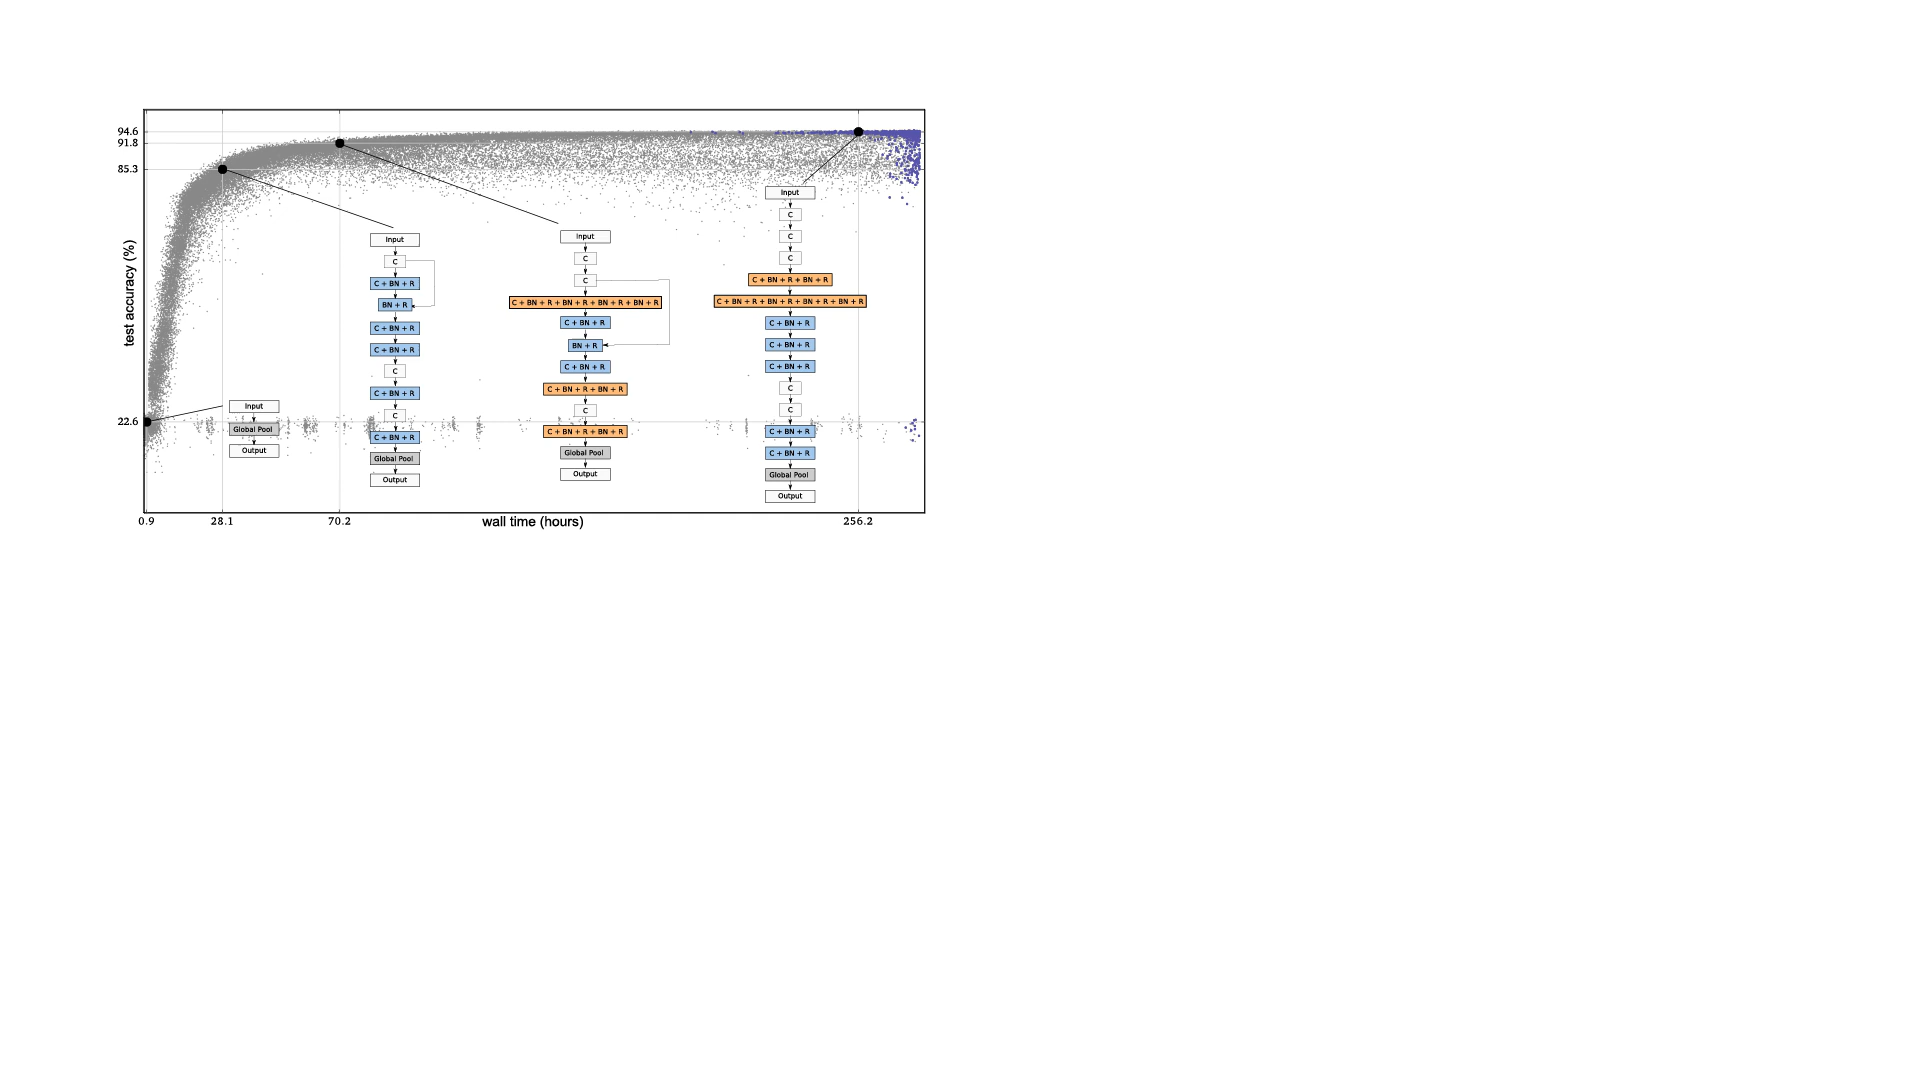 94.6
91.8
85.3
22.6
test accuracy (%)
0.9
28.1
70.2
256.2
wall time (hours)
Input
Global Pool
Output
Input
C
C + BN + R
BN + R
C + BN + R
C + BN + R
C
C + BN + R
C
C + BN + R
Global Pool
Output
Input
C
C
C + BN + R + BN + R + BN + R + BN + R
C + BN + R
BN + R
C + BN + R
C + BN + R + BN + R
C
C + BN + R + BN + R
Global Pool
Output
Input
C
C
C
C + BN + R + BN + R
C + BN + R + BN + R + BN + R + BN + R
C + BN + R
C + BN + R
C + BN + R
C
C
C + BN + R
C + BN + R
Global Pool
Output